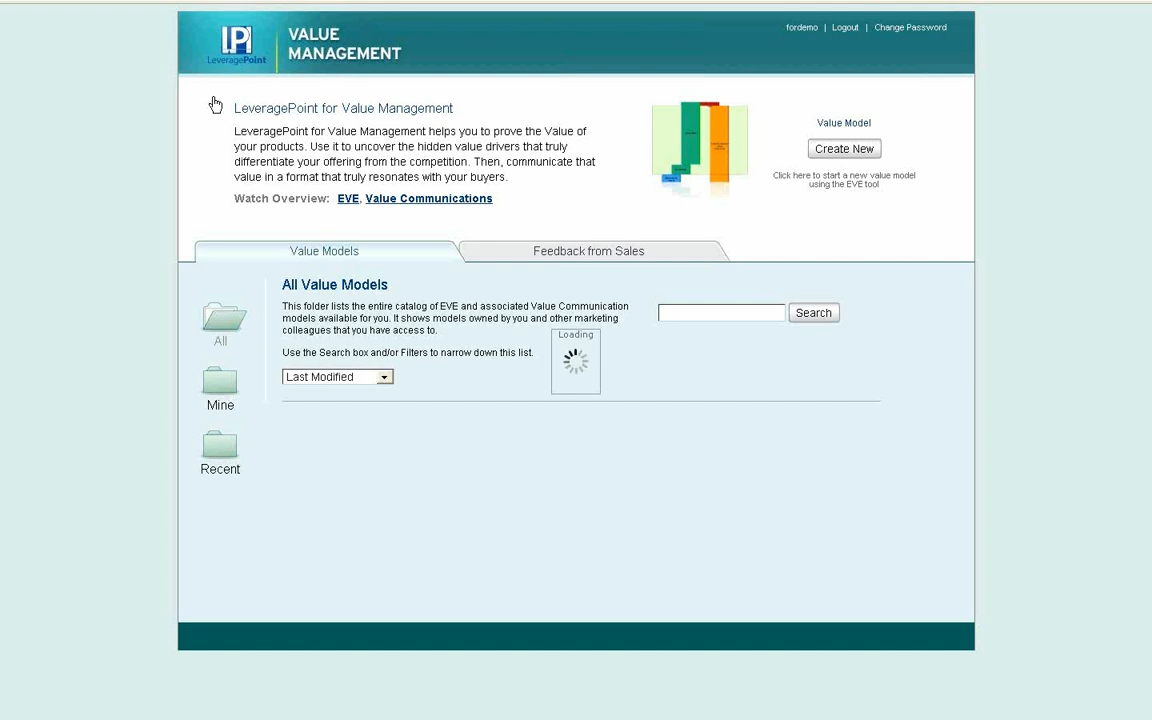 LeveragePoint
VALUE
MANAGEMENT
fordemo | Logout | Change Password
LeveragePoint for Value Management
LeveragePoint for Value Management helps you to prove the Value of
your products. Use it to uncover the hidden value drivers that truly
differentiate your offering from the competition. Then, communicate that
value in a format that truly resonates with your buyers.
Watch Overview: EVE, Value Communications
Value Model
Create New
Click here to start a new value model
using the EVE tool
Value Models
Feedback from Sales
All Value Models
This folder lists the entire catalog of EVE and associated Value Communication
models available for you. It shows models owned by you and other marketing
colleagues that you have access to.
Use the Search box and/or Filters to narrow down this list.
Search
Loading
Last Modified
All
Mine
Recent